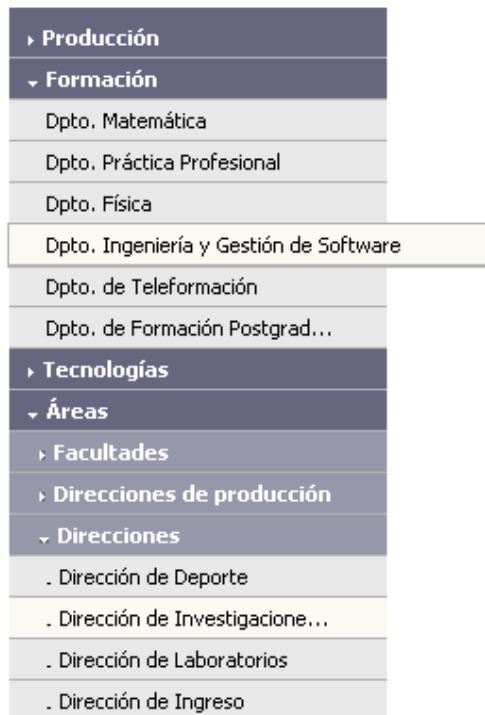 Producción
Formación
Dpto. Matemática
Dpto. Práctica Profesional
Dpto. Física
Dpto. Ingeniería y Gestión de Software
Dpto. de Teleformación
Dpto. de Formación Postgrad...
Tecnologías
Áreas
Facultades
Direcciones de producción
Direcciones
. Dirección de Deporte
. Dirección de Investigacione...
. Dirección de Laboratorios
. Dirección de Ingreso